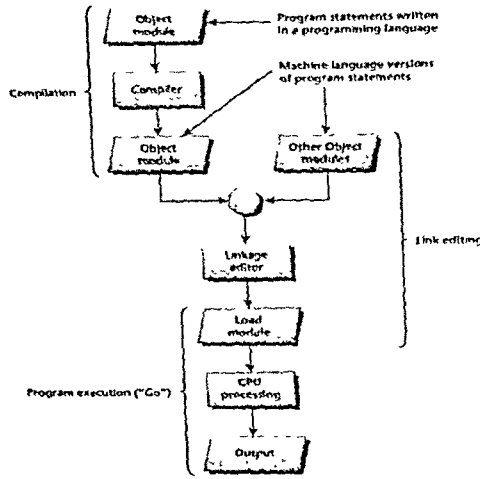 Object
module
Program statements written
in a programming language
Machine language versions
of program statements
Compilation
Compiler
Object
module
Other Object
modules
Link editing
Linkage
editor
Load
module
Program execution ("Go")
CPU
processing
Output